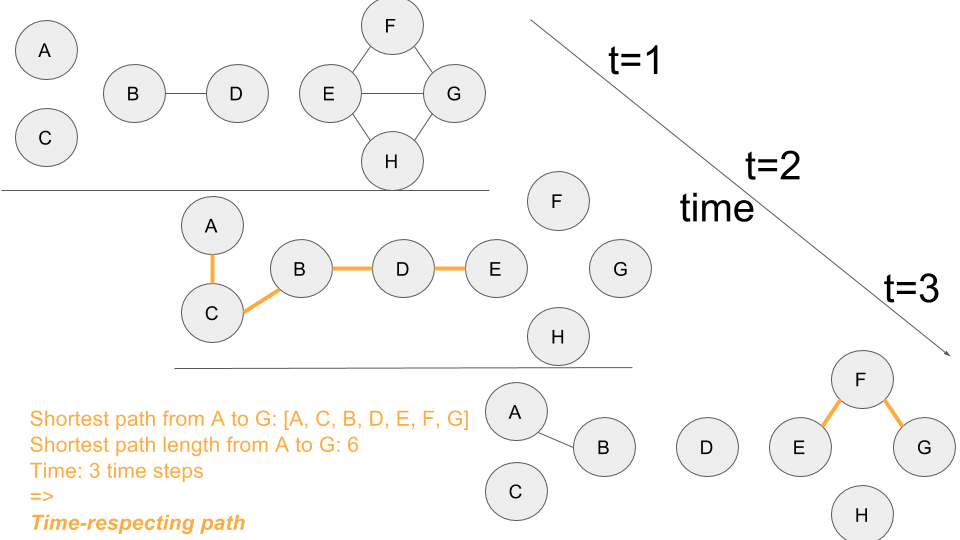 F
A
t=1
B
D
E
G
C
H
t=2
F
A
time
B
D
E
G
t=3
C
H
F
A
Shortest path from A to G: [A, C, B, D, E, F, G]
Shortest path length from A to G: 6
B
D
E
G
Time: 3 time steps
C
=>
H
Time-respecting path